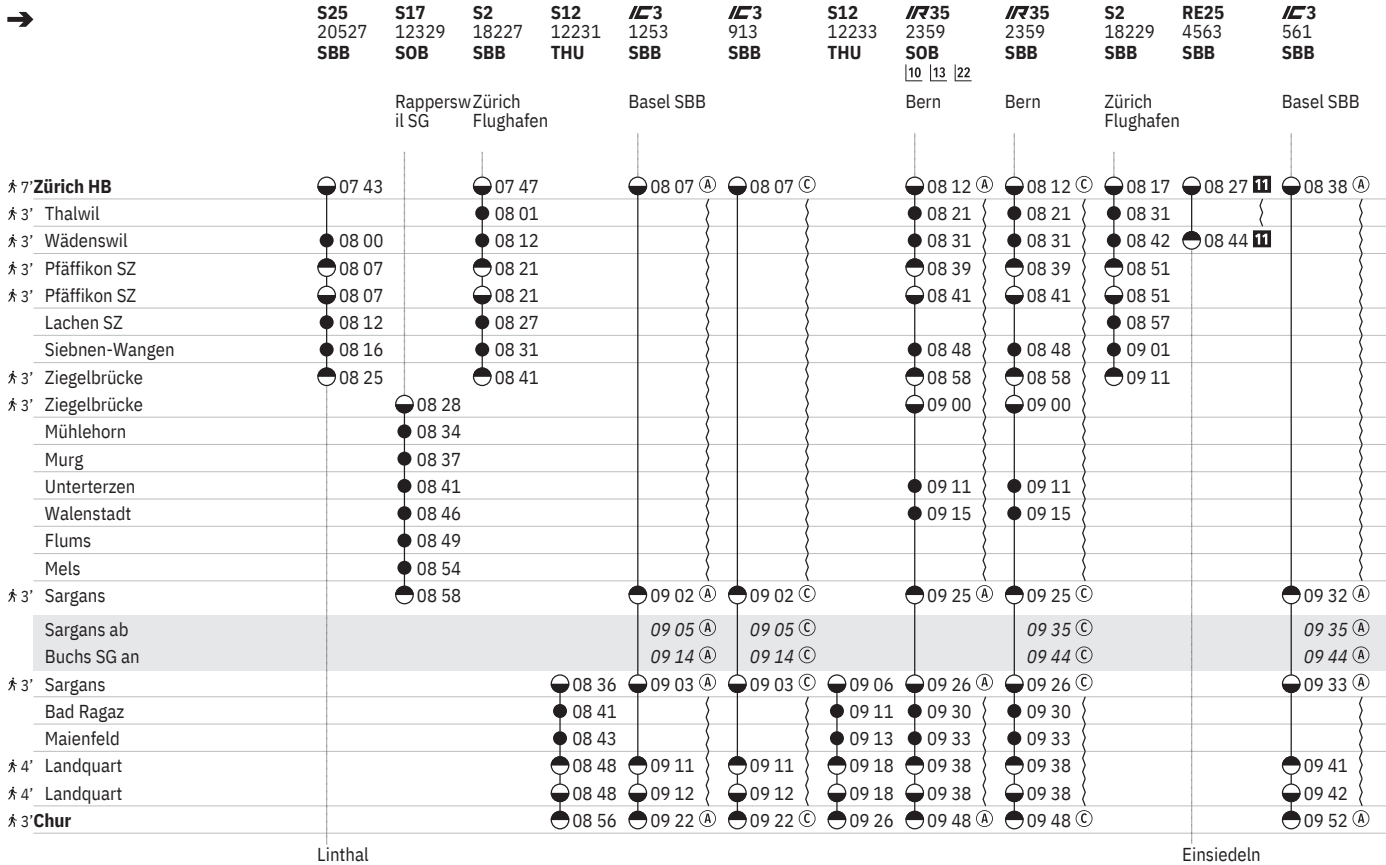 ➔ S25 S17 S2 S12 IC3 IC3 S12 IR35 IR35 S2 RE25 IC3
20527 12329 18227 12231 1253 913 12233 2359 2359 18229 4563 561
SBB SOB SBB THU SBB SBB THU SOB SBB SBB SBB SBB
10 13 22
Rappersw Zürich Basel SBB Bern Bern Zürich Basel SBB
il SG Flughafen Flughafen
7’ Zürich HB 07 43 07 47 08 07 Ⓐ 08 07 Ⓒ 08 12 Ⓐ 08 12 Ⓒ 08 17 08 27 11 08 38 Ⓐ
3’ Thalwil 08 01 08 21 08 21 08 31
3’ Wädenswil 08 00 08 12 08 31 08 31 08 42 08 44 11
3’ Pfäffikon SZ 08 07 08 21 08 39 08 39 08 51
3’ Pfäffikon SZ 08 07 08 21 08 41 08 41 08 51
Lachen SZ 08 12 08 27 08 57
Siebnen-Wangen 08 16 08 31 08 48 08 48 09 01
3’ Ziegelbrücke 08 25 08 41 08 58 08 58 09 11
3’ Ziegelbrücke 08 28 09 00 09 00
Mühlehorn 08 34
Murg 08 37
Unterterzen 08 41 09 11 09 11
Walenstadt 08 46 09 15 09 15
Flums 08 49
Mels 08 54
3’ Sargans 08 58 09 02 Ⓐ 09 02 Ⓒ 09 25 Ⓐ 09 25 Ⓒ 09 32 Ⓐ
Sargans ab 09 05 Ⓐ 09 05 Ⓒ 09 35 Ⓒ 09 35 Ⓐ
Buchs SG an 09 14 Ⓐ 09 14 Ⓒ 09 44 Ⓒ 09 44 Ⓐ
3’ Sargans 08 36 09 03 Ⓐ 09 03 Ⓒ 09 06 09 26 Ⓐ 09 26 Ⓒ 09 33 Ⓐ
Bad Ragaz 08 41 09 11 09 30 09 30
Maienfeld 08 43 09 13 09 33 09 33
4’ Landquart 08 48 09 11 09 11 09 18 09 38 09 38 09 41
4’ Landquart 08 48 09 12 09 12 09 18 09 38 09 38 09 42
3’ Chur 08 56 09 22 Ⓐ 09 22 Ⓒ 09 26 09 48 Ⓐ 09 48 Ⓒ 09 52 Ⓐ
Linthal Einsiedeln